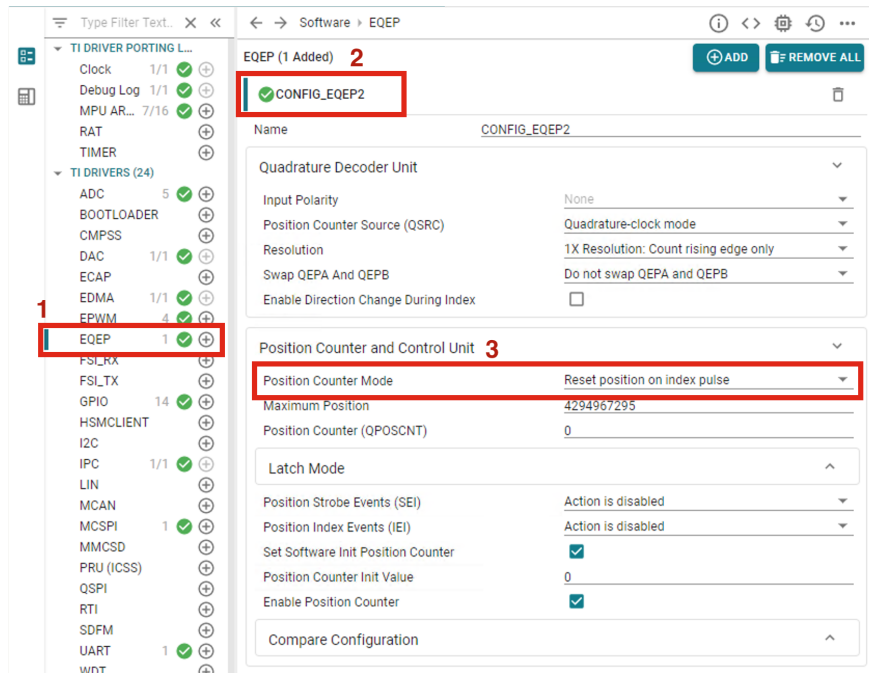 Type Filter Text..
TI DRIVER PORTING L...
Clock 1/1
Debug Log 1/1
MPU AR... 7/16
RAT
TIMER
TI DRIVERS (24)
ADC 5
BOOTLOADER
CMPSS
DAC 1/1
ECAP
EDMA 1/1
1
EPWM 4
EQEP 1
FSI_RX
FSI_TX
GPIO 14
HSMCLIENT
I2C
IPC 1/1
LIN
MCAN
MCSPI 1
MMCSD
PRU (ICSS)
QSPI
RTI
SDFM
UART 1
WDT
Software › EQEP
EQEP (1 Added) 2
ADD
REMOVE ALL
CONFIG_EQEP2
Name CONFIG_EQEP2
Quadrature Decoder Unit
Input Polarity None
Position Counter Source (QSRC) Quadrature-clock mode
Resolution 1X Resolution: Count rising edge only
Swap QEPA And QEPB Do not swap QEPA and QEPB
Enable Direction Change During Index
Position Counter and Control Unit 3
Position Counter Mode Reset position on index pulse
Maximum Position 4294967295
Position Counter (QPOSCNT) 0
Latch Mode
Position Strobe Events (SEI) Action is disabled
Position Index Events (IEI) Action is disabled
Set Software Init Position Counter
Position Counter Init Value 0
Enable Position Counter
Compare Configuration